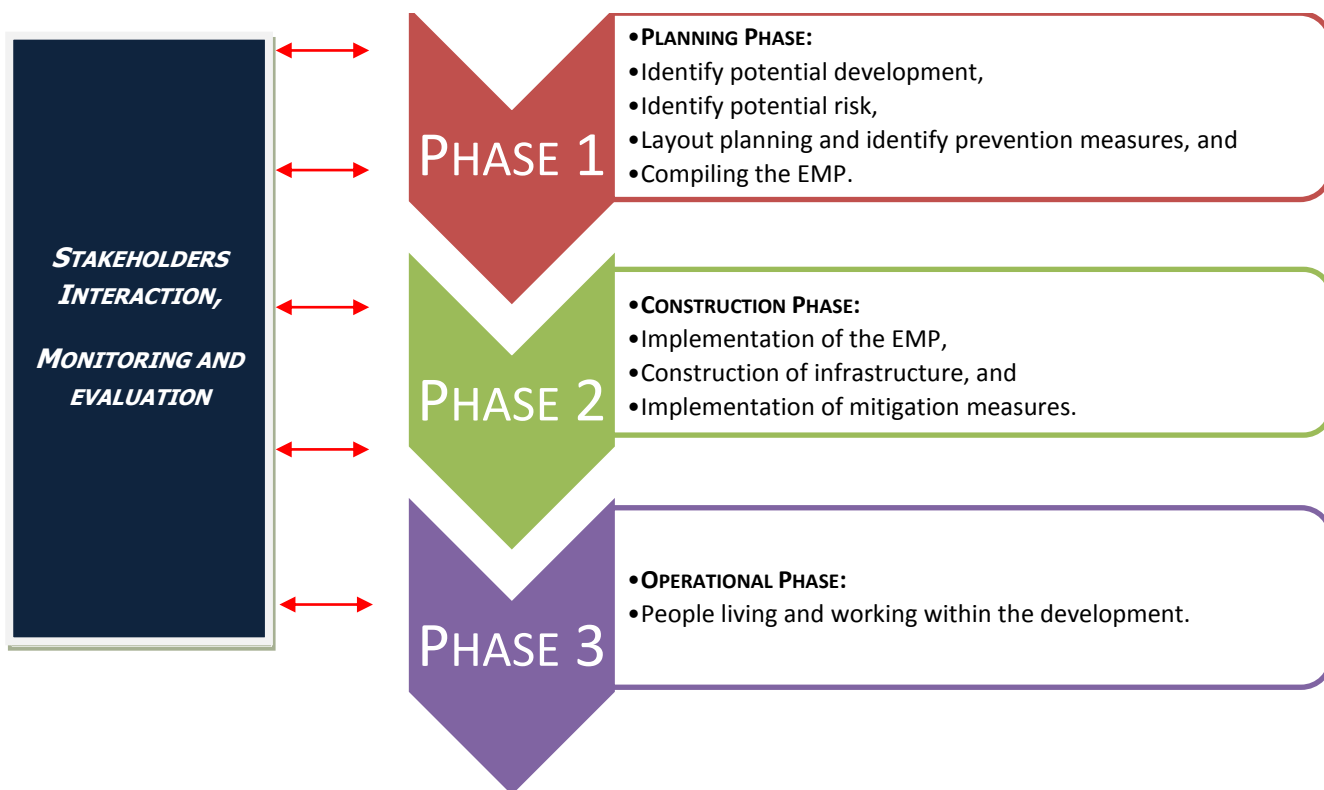 STAKEHOLDERS
INTERACTION,
MONITORING AND
EVALUATION
PHASE 1
•PLANNING PHASE:
•Identify potential development,
•Identify potential risk,
•Layout planning and identify prevention measures, and
•Compiling the EMP.
PHASE 2
•CONSTRUCTION PHASE:
•Implementation of the EMP,
•Construction of infrastructure, and
•Implementation of mitigation measures.
PHASE 3
•OPERATIONAL PHASE:
•People living and working within the development.